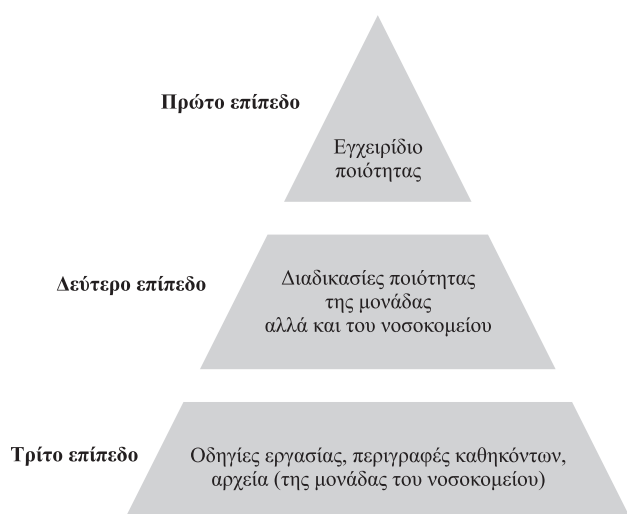 Πρώτο επίπεδο
Εγχειρίδιο
ποιότητας
Δεύτερο επίπεδο
Διαδικασίες ποιότητας
της μονάδας
αλλά και του νοσοκομείου
Τρίτο επίπεδο
Οδηγίες εργασίας, περιγραφές καθηκόντων,
αρχεία (της μονάδας του νοσοκομείου)